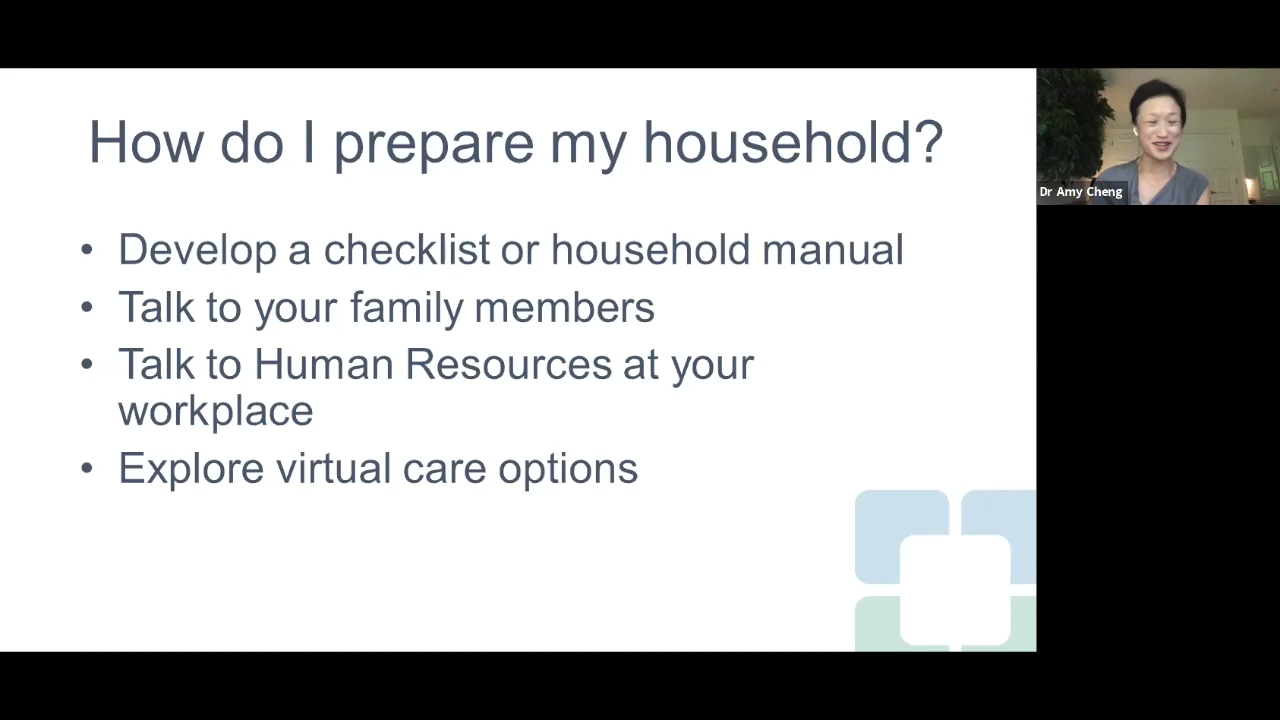 How do I prepare my household?
• Develop a checklist or household manual
• Talk to your family members
• Talk to Human Resources at your
workplace
• Explore virtual care options
Dr Amy Cheng